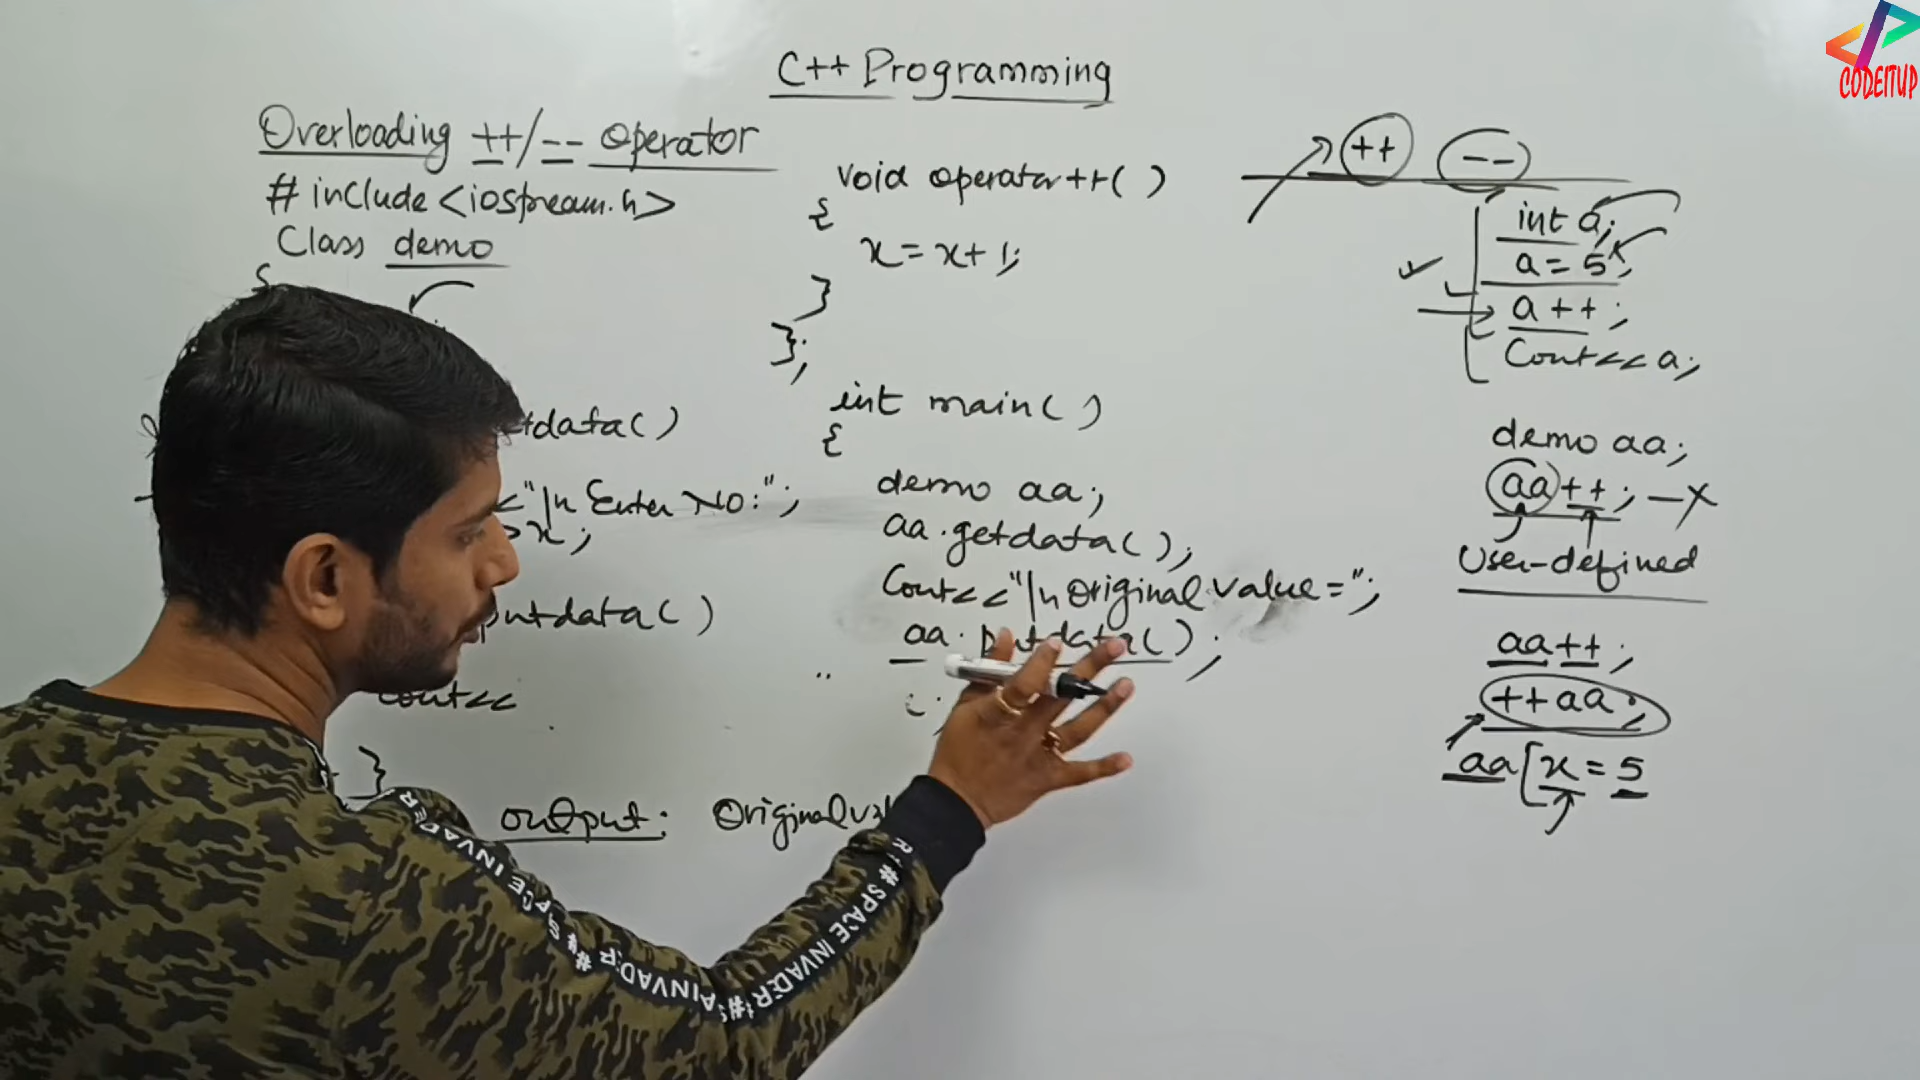 C++ Programming
CODEITUP
Overloading ++/-- operator
# include <iostream.h>
Class demo
{
tdata( )
<"\n Enter No:";
>x;
putdata( )
Cout<<
}
output: Original
void operator++( )
{
x = x+1;
}
};
int main( )
{
demo aa;
aa.getdata( );
Cout<<"\n Original value =";
aa.putdata( );
++ --
int a;
a = 5;
a++;
Cout<<a;
demo aa;
aa++; —X
User-defined
aa++;
++aa;
aa[x = 5